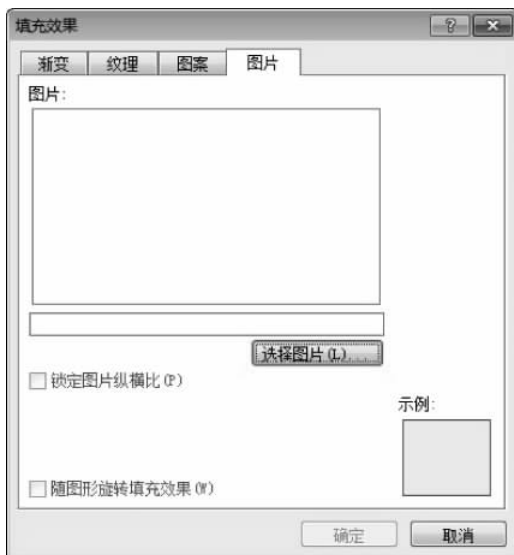 填充效果
渐变 纹理 图案 图片
图片:
选择图片(L)...
锁定图片纵横比(P)
示例:
随图形旋转填充效果(W)
确定 取消